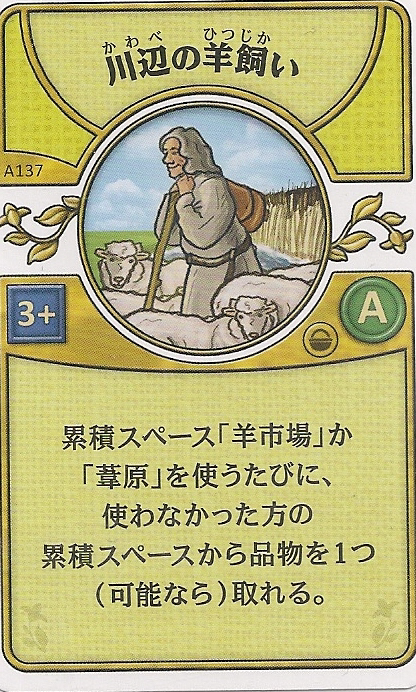 かわべ ひつじか
川辺の羊飼い
A137
3+
A
累積スペース「羊市場」か
「葦原」を使うたびに、
使わなかった方の
累積スペースから品物を1つ
(可能なら)取れる。